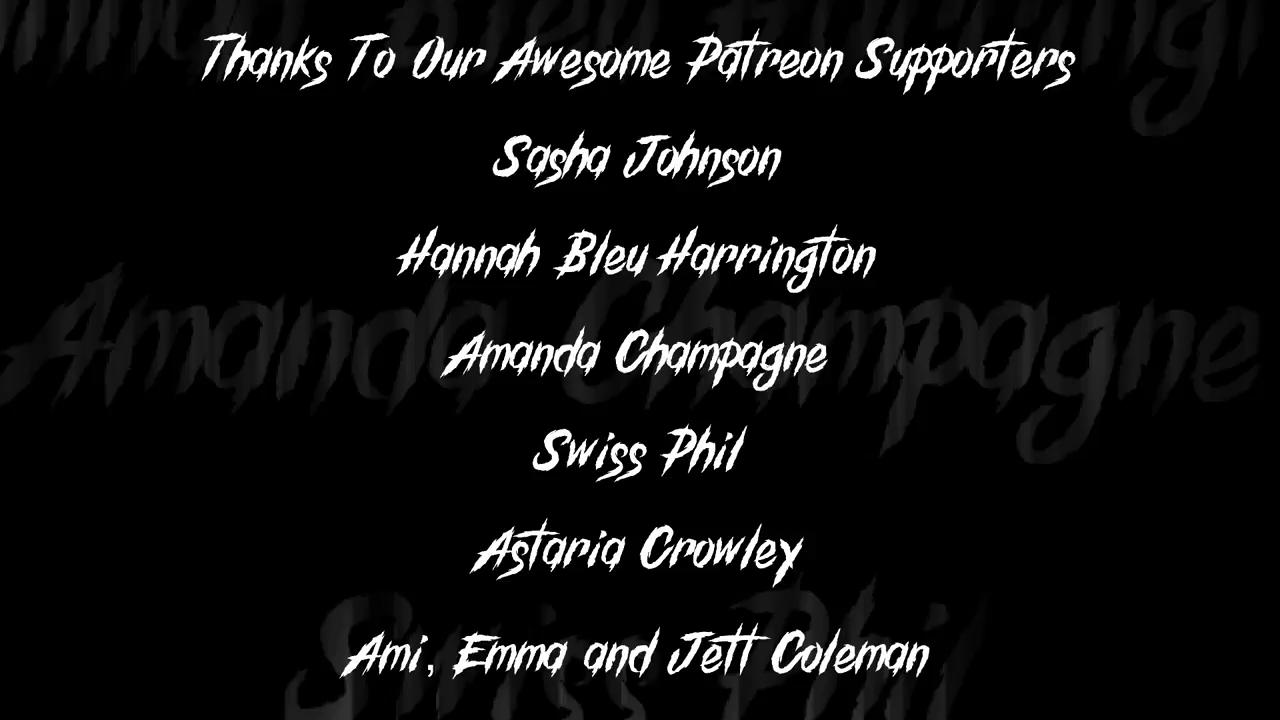 Thanks To Our Awesome Patreon Supporters
Sasha Johnson
Hannah Bleu Harrington
Amanda Champagne
Swiss Phil
Astaria Crowley
Ami, Emma and Jett Coleman